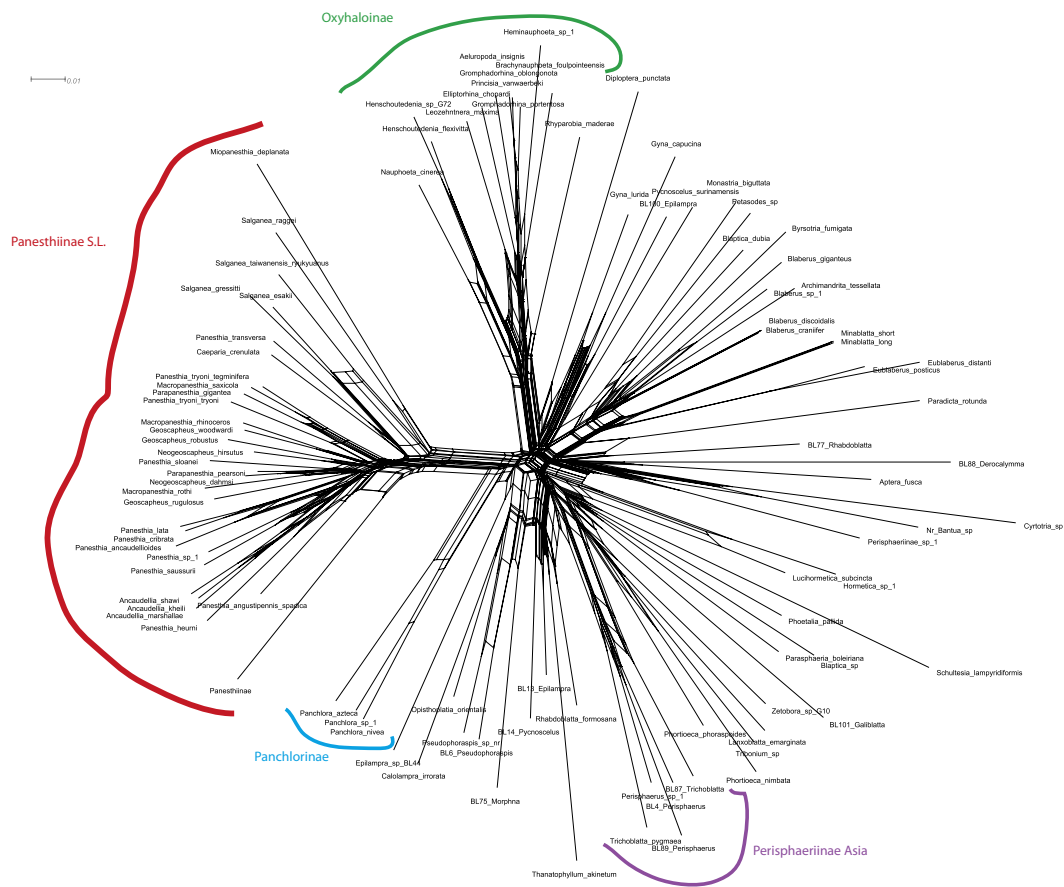 Oxyhaloinae
Heminauphoeta_sp_1
Aeluropoda_insignis
Brachynauphoeta_foulpointeensis
Gromphadorhina_oblongonota
Diploptera_punctata
0.01
Princisia_vanwaerbeki
Elliptorhina_chopardi
Henschoutedenia_sp_G72
Gromphadorhina_portentosa
Leozehntnera_maxima
Rhyparobia_maderae
Henschoutedenia_flexivitta
Gyna_capucina
Miopanesthia_deplanata
Nauphoeta_cinerea
Monastria_biguttata
Gyna_lurida
Pycnoscelus_surinamensis
BL100_Epilampra
Petasodes_sp
Salganea_raggei
Byrsotria_fumigata
Panesthiinae S.L.
Blaptica_dubia
Salganea_taiwanensis_ryukyuanus
Blaberus_giganteus
Salganea_gressitti
Archimandrita_tessellata
Salganea_esakii
Blaberus_sp_1
Blaberus_discoidalis
Blaberus_craniifer
Minablatta_short
Panesthia_transversa
Minablatta_long
Caeparia_crenulata
Eublaberus_distanti
Eublaberus_posticus
Panesthia_tryoni_tegminifera
Macropanesthia_saxicola
Parapanesthia_gigantea
Panesthia_tryoni_tryoni
Paradicta_rotunda
Macropanesthia_rhinoceros
Geoscapheus_woodwardi
Geoscapheus_robustus
BL77_Rhabdoblatta
Neogeoscapheus_hirsutus
Panesthia_sloanei
BL88_Derocalymma
Parapanesthia_pearsoni
Neogeoscapheus_dahmsi
Aptera_fusca
Macropanesthia_rothi
Geoscapheus_rugulosus
Panesthia_lata
Cyrtotria_sp
Nr_Bantua_sp
Panesthia_cribrata
Perisphaeriinae_sp_1
Panesthia_ancaudellioides
Panesthia_sp_1
Panesthia_saussurii
Lucihormetica_subcincta
Hormetica_sp_1
Ancaudellia_shawi
Panesthia_angustipennis_spadica
Ancaudellia_kheili
Ancaudellia_marshallae
Phoetalia_pallida
Panesthia_heurni
Parasphaeria_boleiriana
Blaptica_sp
Schultesia_lampyridiformis
Panesthiinae
BL13_Epilampra
Opisthoplatia_orientalis
Zetobora_sp_G10
Panchlora_azteca
Rhabdoblatta_formosana
Panchlora_sp_1
BL101_Galiblatta
Panchlora_nivea
BL14_Pycnoscelus
Phortioeca_phoraspoides
Pseudophoraspis_sp_nr
Lanxoblatta_emarginata
Panchlorinae
BL6_Pseudophoraspis
Tribonium_sp
Epilampra_sp_BL44
Calolampra_irrorata
Phortioeca_nimbata
BL87_Trichoblatta
Perisphaerus_sp_1
BL75_Morphna
BL4_Perisphaerus
Trichoblatta_pygmaea
BL89_Perisphaerus
Perisphaeriinae Asia
Thanatophyllum_akinetum